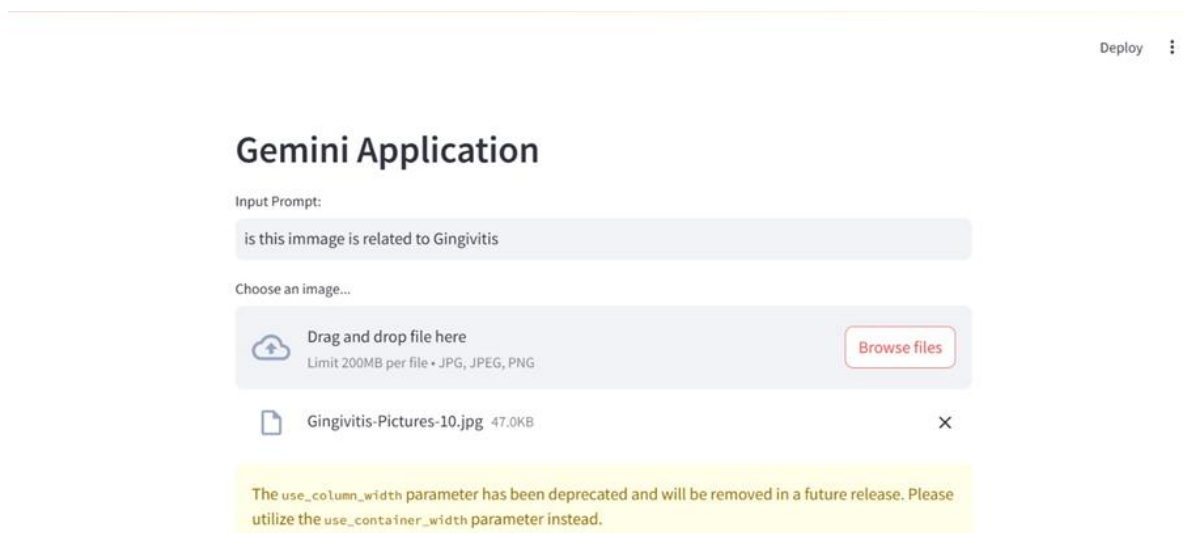 Deploy
Gemini Application
Input Prompt:
is this immage is related to Gingivitis
Choose an image...
Drag and drop file here
Limit 200MB per file • JPG, JPEG, PNG
Browse files
Gingivitis-Pictures-10.jpg 47.0KB
The use_column_width parameter has been deprecated and will be removed in a future release. Please
utilize the use_container_width parameter instead.